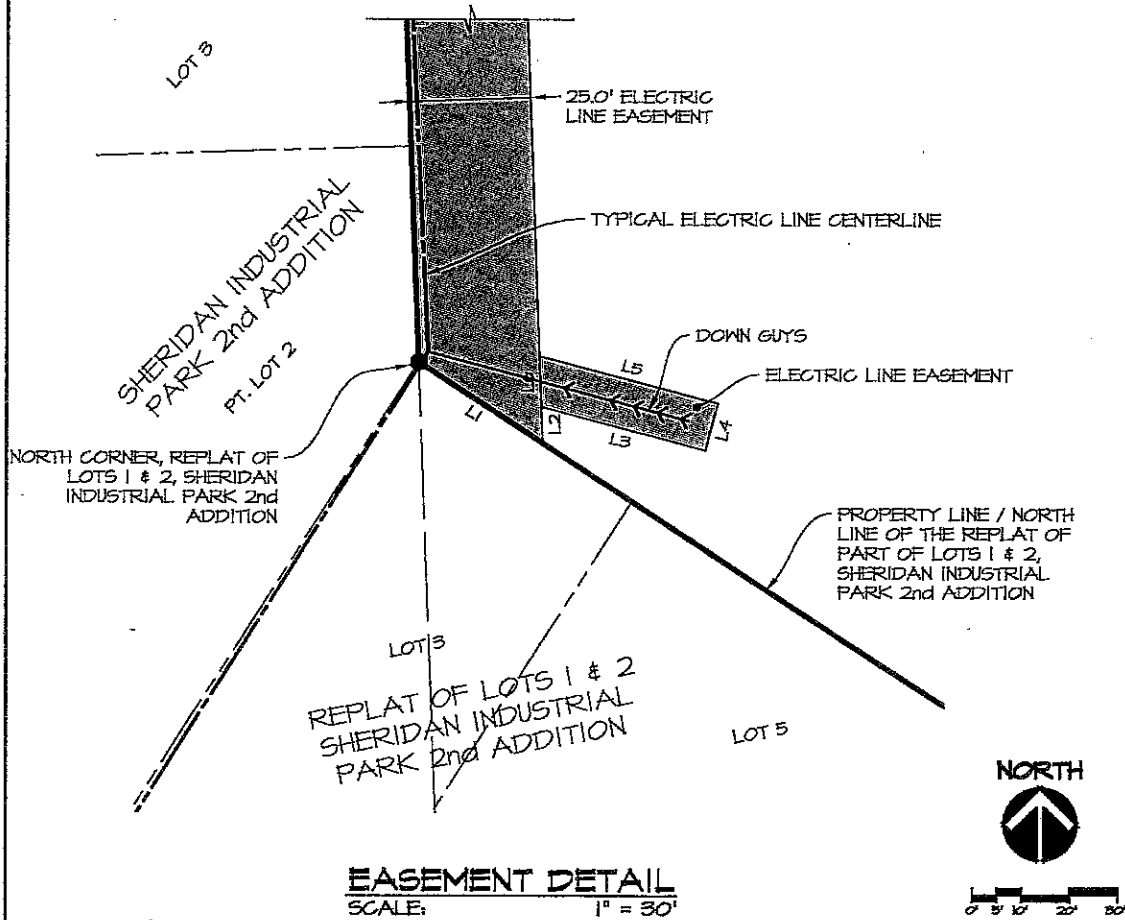 LOT 3
25.0' ELECTRIC
LINE EASEMENT
TYPICAL ELECTRIC LINE CENTERLINE
SHERIDAN INDUSTRIAL
PARK 2nd ADDITION
PT. LOT 2
DOWN GUYS
L5
ELECTRIC LINE EASEMENT
L1
L2
L3
L4
NORTH CORNER, REPLAT OF
LOTS 1 & 2, SHERIDAN
INDUSTRIAL PARK 2nd
ADDITION
PROPERTY LINE / NORTH
LINE OF THE REPLAT OF
PART OF LOTS 1 & 2,
SHERIDAN INDUSTRIAL
PARK 2nd ADDITION
LOT 3
REPLAT OF LOTS 1 & 2
SHERIDAN INDUSTRIAL
PARK 2nd ADDITION
LOT 5
NORTH
EASEMENT DETAIL
SCALE: 1" = 30'
0' 5' 10' 20' 30'